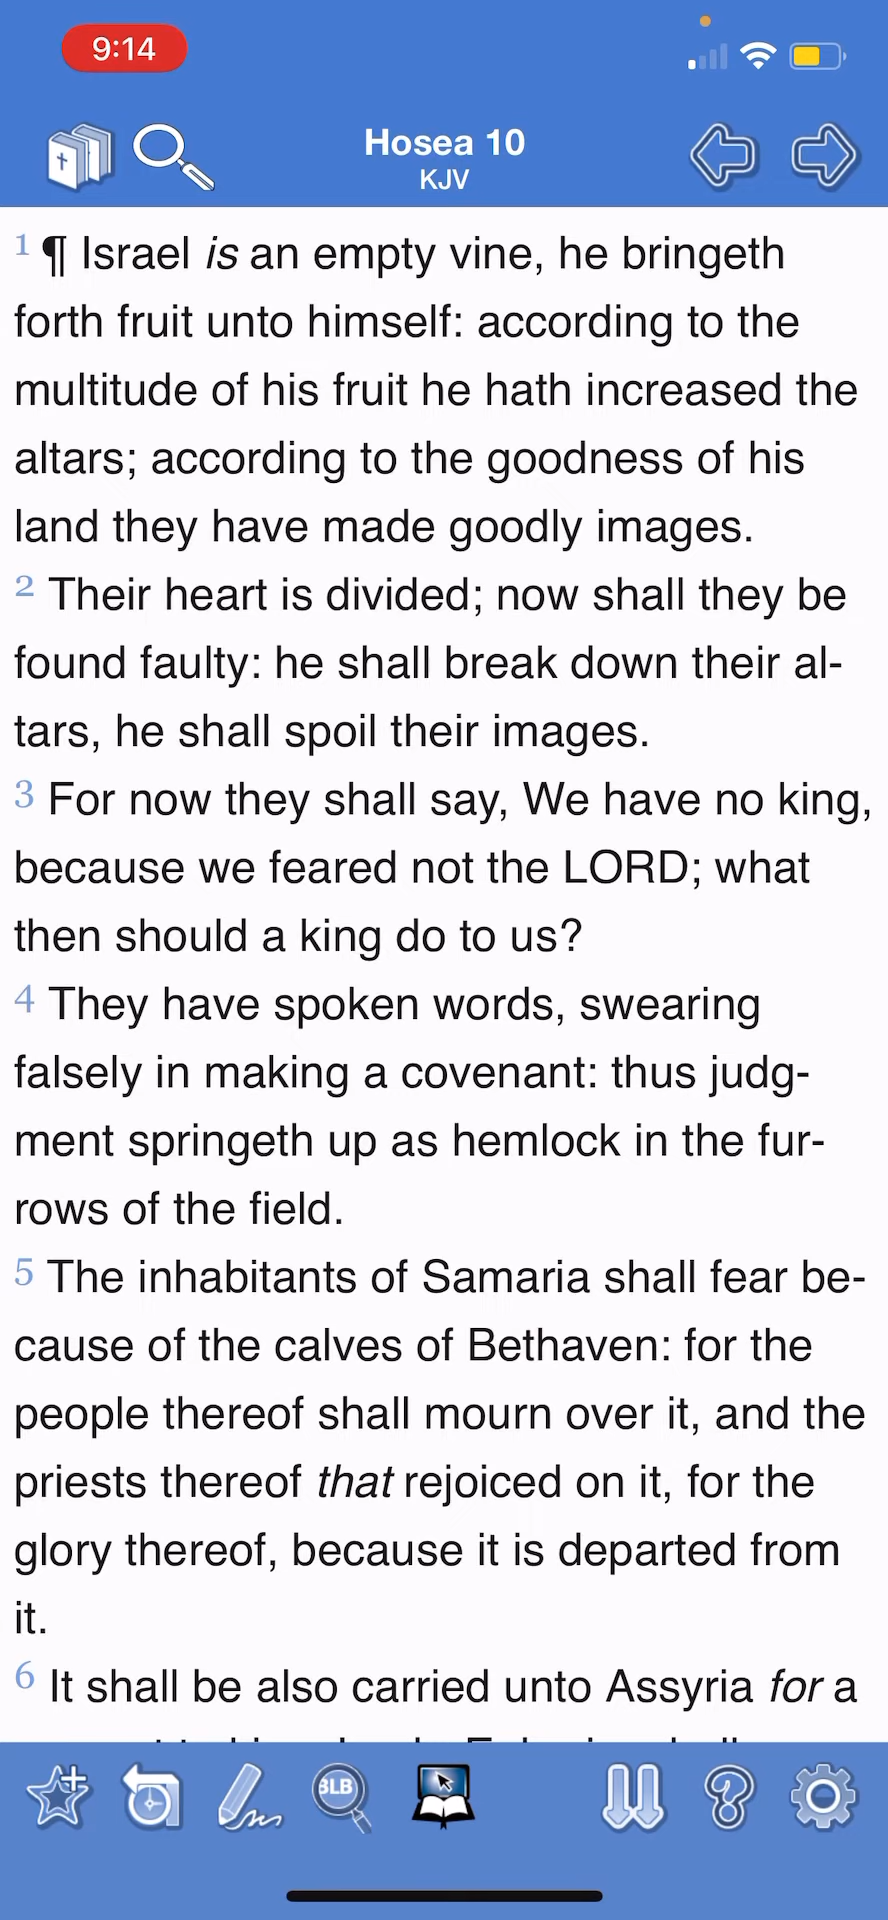 9:14
Hosea 10
KJV
1 ¶ Israel is an empty vine, he bringeth
forth fruit unto himself: according to the
multitude of his fruit he hath increased the
altars; according to the goodness of his
land they have made goodly images.
2 Their heart is divided; now shall they be
found faulty: he shall break down their al-
tars, he shall spoil their images.
3 For now they shall say, We have no king,
because we feared not the LORD; what
then should a king do to us?
4 They have spoken words, swearing
falsely in making a covenant: thus judg-
ment springeth up as hemlock in the fur-
rows of the field.
5 The inhabitants of Samaria shall fear be-
cause of the calves of Bethaven: for the
people thereof shall mourn over it, and the
priests thereof that rejoiced on it, for the
glory thereof, because it is departed from
it.
6 It shall be also carried unto Assyria for a
BLB